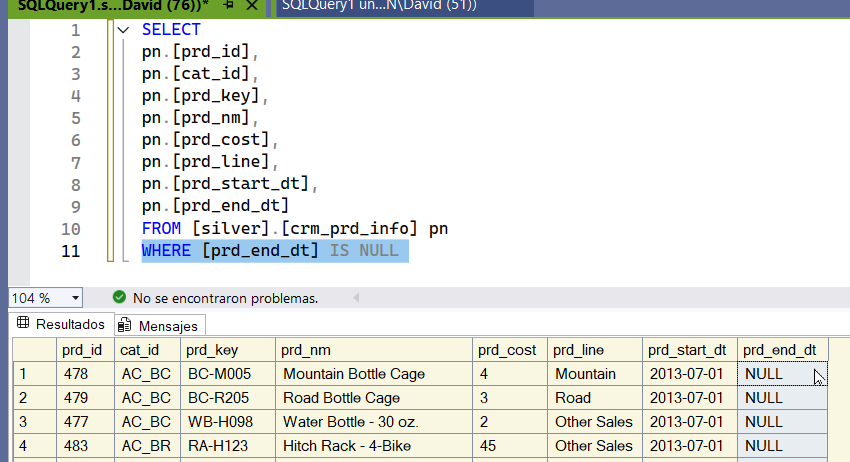 SQLQuery1.s...David (76))*
SQLQuery1 un...N\David (51))
1 SELECT
2 pn.[prd_id],
3 pn.[cat_id],
4 pn.[prd_key],
5 pn.[prd_nm],
6 pn.[prd_cost],
7 pn.[prd_line],
8 pn.[prd_start_dt],
9 pn.[prd_end_dt]
10 FROM [silver].[crm_prd_info] pn
11 WHERE [prd_end_dt] IS NULL
104 % No se encontraron problemas.
Resultados Mensajes
prd_id cat_id prd_key prd_nm prd_cost prd_line prd_start_dt prd_end_dt
1 478 AC_BC BC-M005 Mountain Bottle Cage 4 Mountain 2013-07-01 NULL
2 479 AC_BC BC-R205 Road Bottle Cage 3 Road 2013-07-01 NULL
3 477 AC_BC WB-H098 Water Bottle - 30 oz. 2 Other Sales 2013-07-01 NULL
4 483 AC_BR RA-H123 Hitch Rack - 4-Bike 45 Other Sales 2013-07-01 NULL